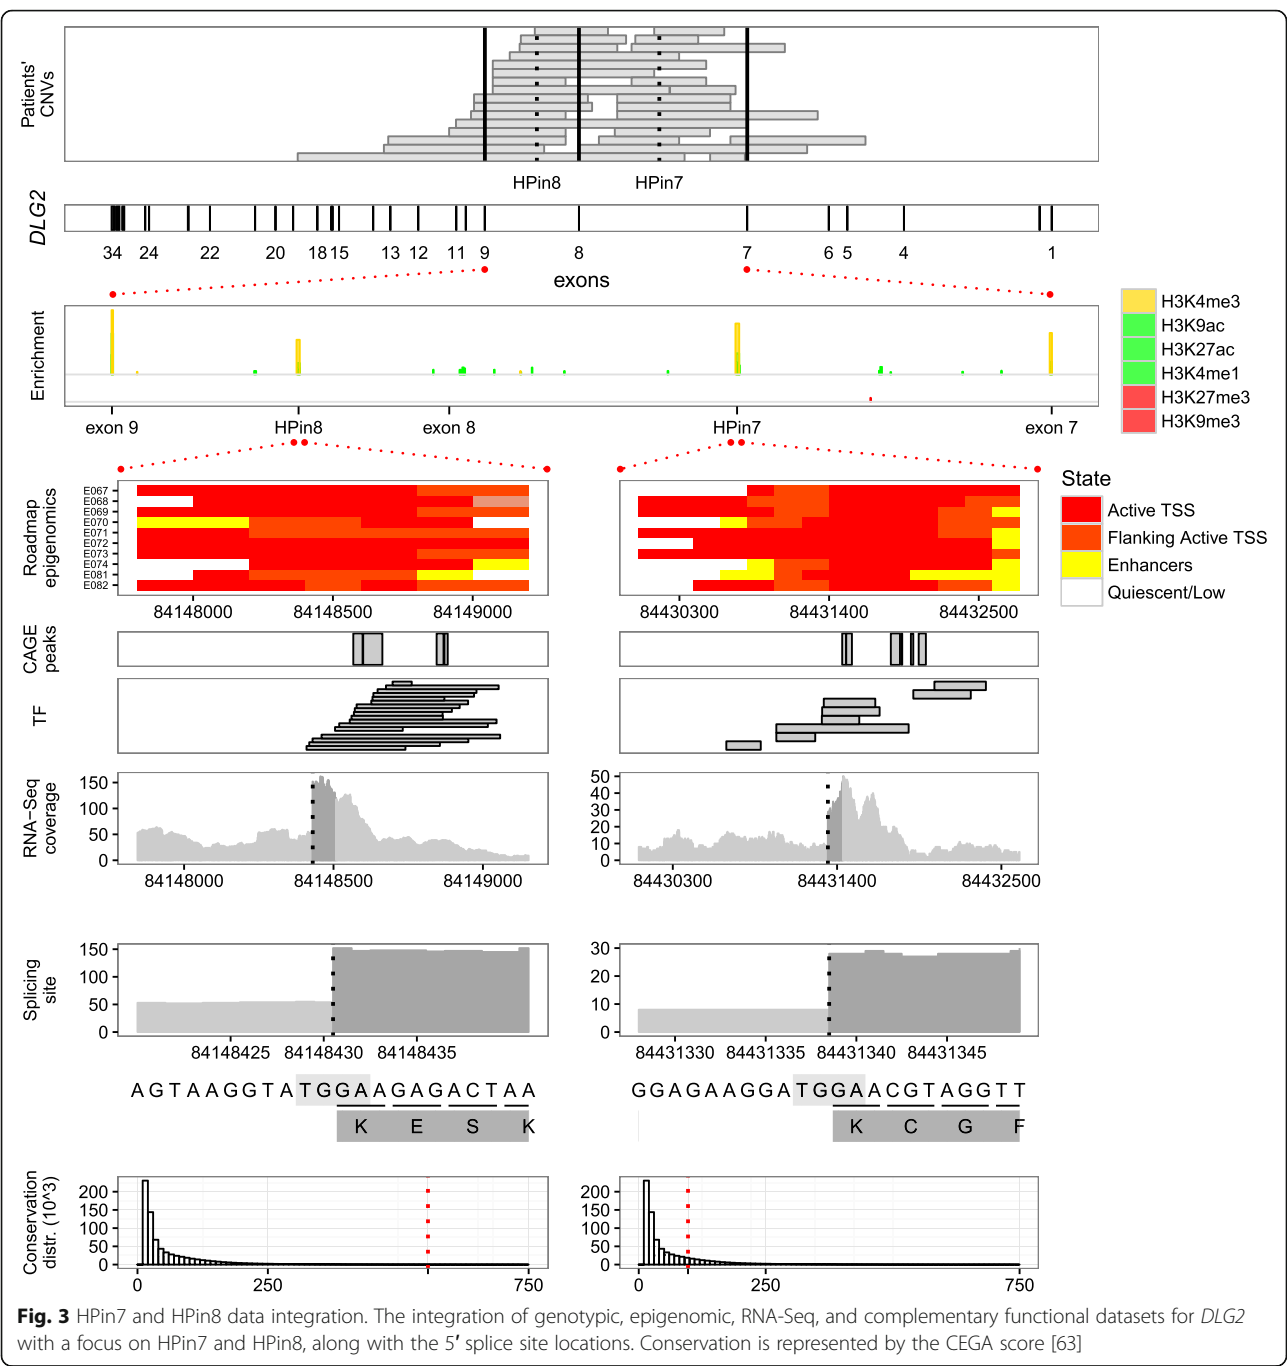 Patients'
CNVs
HPin8 HPin7
DLG2
34 24 22 20 18 15 13 12 11 9 8 7 6 5 4 1
exons
Enrichment
exon 9 HPin8 exon 8 HPin7 exon 7
H3K4me3
H3K9ac
H3K27ac
H3K4me1
H3K27me3
H3K9me3
Roadmap
epigenomics
E067
E068
E069
E070
E071
E072
E073
E074
E081
E082
84148000 84148500 84149000
84430300 84431400 84432500
State
Active TSS
Flanking Active TSS
Enhancers
Quiescent/Low
CAGE
peaks
TF
RNA−Seq
coverage
150
100
50
0
84148000 84148500 84149000
50
40
30
20
10
0
84430300 84431400 84432500
Splicing
site
150
100
50
0
84148425 84148430 84148435
30
20
10
0
84431330 84431335 84431340 84431345
A G T A A G G T A T G G A A G A G A C T A A
K E S K
G G A G A A G G A T G G A A C G T A G G T T
K C G F
Conservation
distr. (10^3)
200
150
100
50
0
0 250 750
200
150
100
50
0
0 250 750
Fig. 3 HPin7 and HPin8 data integration. The integration of genotypic, epigenomic, RNA-Seq, and complementary functional datasets for DLG2
with a focus on HPin7 and HPin8, along with the 5′ splice site locations. Conservation is represented by the CEGA score [63]